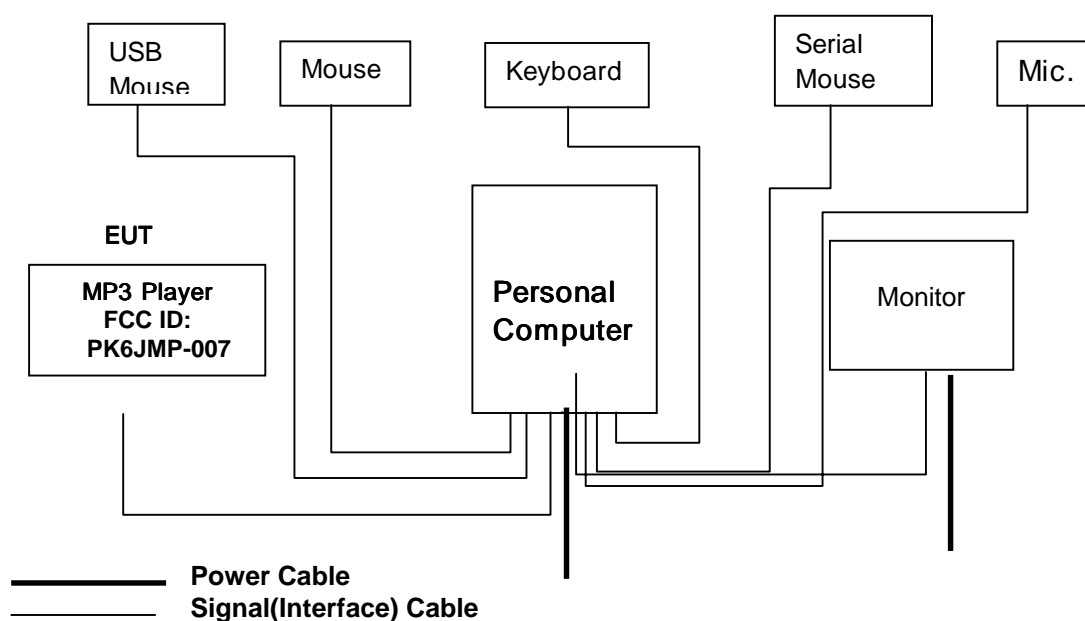 USB
Mouse
Mouse
Keyboard
Serial
Mouse
Mic.
EUT
MP3 Player
FCC ID:
PK6JMP-007
Personal
Computer
Monitor
Power Cable
Signal(Interface) Cable